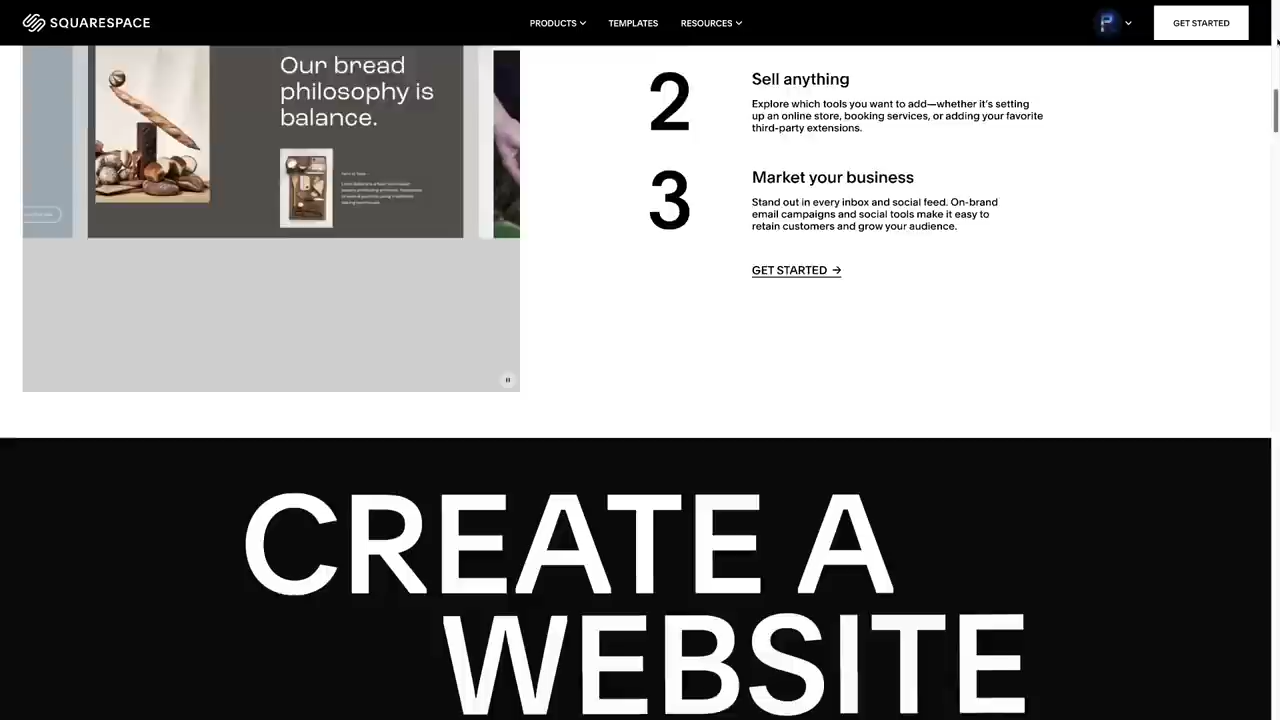 SQUARESPACE
PRODUCTS
TEMPLATES
RESOURCES
P
GET STARTED
Our bread
philosophy is
balance.
2
Sell anything
Explore which tools you want to add—whether it's setting
up an online store, booking services, or adding your favorite
third-party extensions.
3
Market your business
Stand out in every inbox and social feed. On-brand
email campaigns and social tools make it easy to
retain customers and grow your audience.
GET STARTED →
CREATE A
WEBSITE